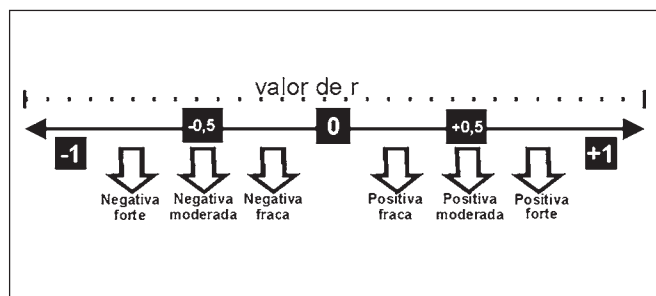 valor de r
-0,5 0 +0,5
-1 +1
Negativa forte
Negativa moderada
Negativa fraca
Positiva fraca
Positiva moderada
Positiva forte